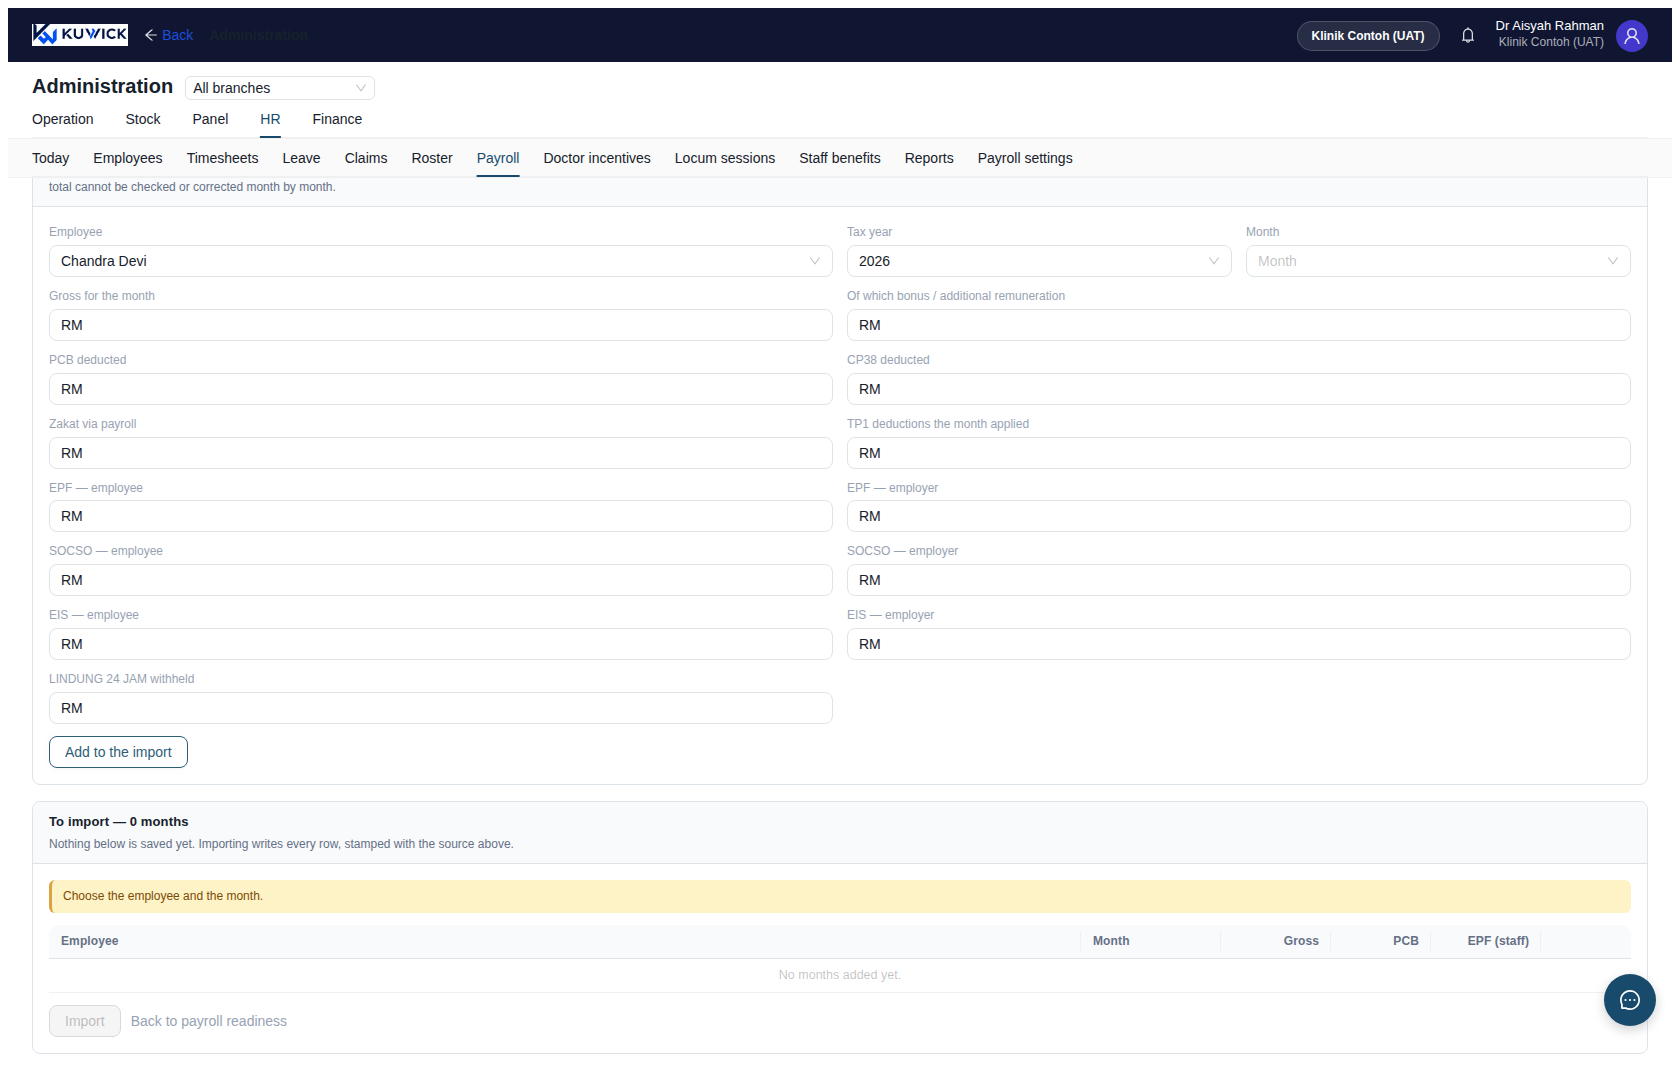 KUWICK
Back
Administration
Klinik Contoh (UAT)
Dr Aisyah Rahman
Klinik Contoh (UAT)
Administration
All branches
Operation
Stock
Panel
HR
Finance
Today
Employees
Timesheets
Leave
Claims
Roster
Payroll
Doctor incentives
Locum sessions
Staff benefits
Reports
Payroll settings
total cannot be checked or corrected month by month.
Employee
Tax year
Month
Chandra Devi
2026
Month
Gross for the month
Of which bonus / additional remuneration
RM
RM
PCB deducted
CP38 deducted
RM
RM
Zakat via payroll
TP1 deductions the month applied
RM
RM
EPF — employee
EPF — employer
RM
RM
SOCSO — employee
SOCSO — employer
RM
RM
EIS — employee
EIS — employer
RM
RM
LINDUNG 24 JAM withheld
RM
Add to the import
To import — 0 months
Nothing below is saved yet. Importing writes every row, stamped with the source above.
Choose the employee and the month.
Employee
Month
Gross
PCB
EPF (staff)
No months added yet.
Import
Back to payroll readiness